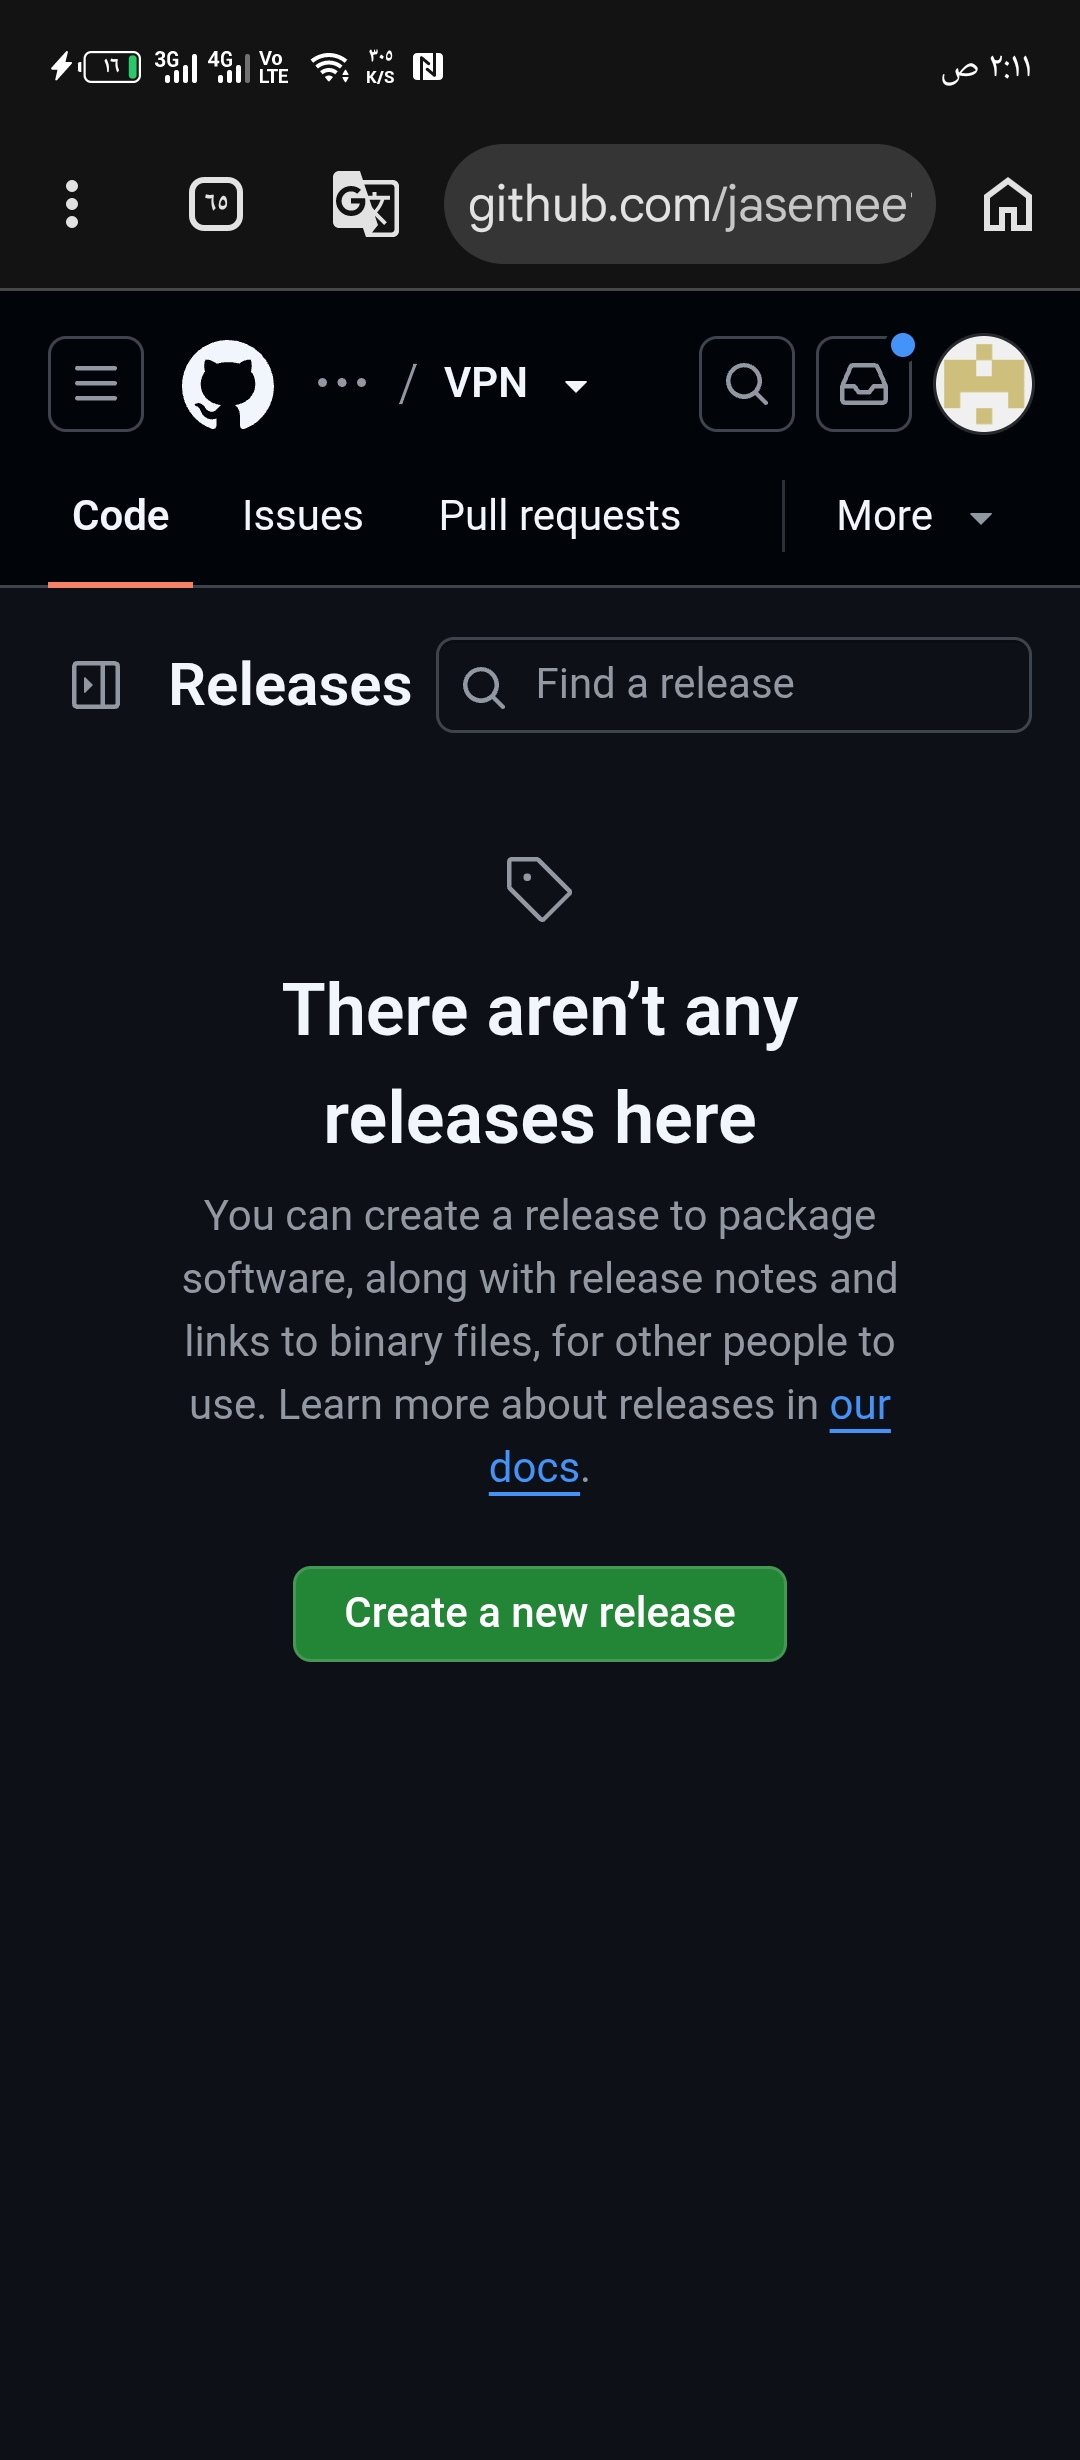 ١٦ 3G 4G Vo LTE ٣٠٥ K/S ٢:١١ ص
٦٥ github.com/jasemee
... / VPN
Code Issues Pull requests More
Releases Find a release
There aren’t any
releases here
You can create a release to package
software, along with release notes and
links to binary files, for other people to
use. Learn more about releases in our
docs.
Create a new release